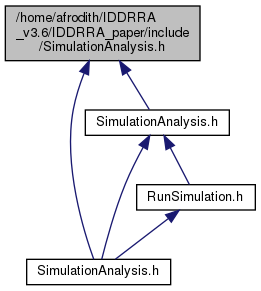 /home/afrodith/IDDRRA
_v3.6/IDDRRA_paper/include
/SimulationAnalysis.h
SimulationAnalysis.h
RunSimulation.h
SimulationAnalysis.h